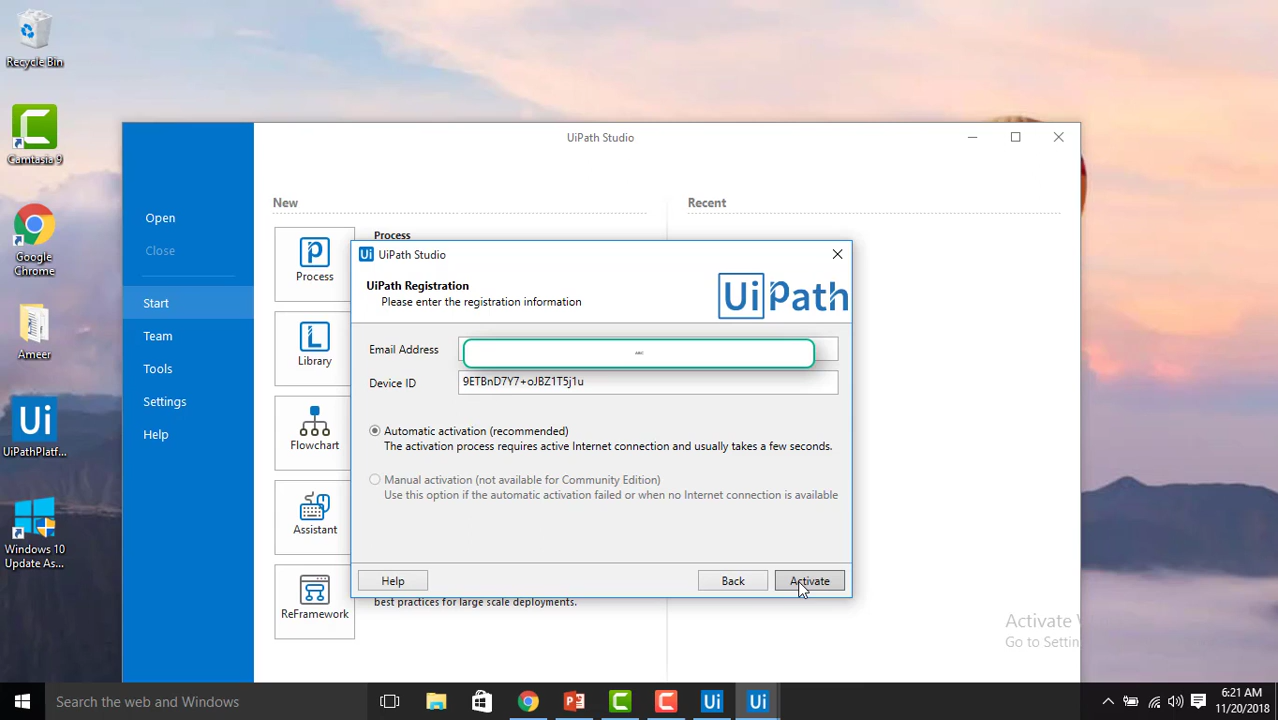 Recycle Bin
Camtasia 9
Google
Chrome
Ameer
UiPathPlatf...
Windows 10
Update As...
UiPath Studio
Open
Close
Start
Team
Tools
Settings
Help
New
Recent
Process
Process
Library
Flowchart
Assistant
ReFramework
best practices for large scale deployments.
Ui UiPath Studio
UiPath Registration
Please enter the registration information
UiPath
Email Address
Device ID
9ETBnD7Y7+oJBZ1T5j1u
Automatic activation (recommended)
The activation process requires active Internet connection and usually takes a few seconds.
Manual activation (not available for Community Edition)
Use this option if the automatic activation failed or when no Internet connection is available
Help
Back
Activate
Activate
Go to Settin
Search the web and Windows
6:21 AM
11/20/2018